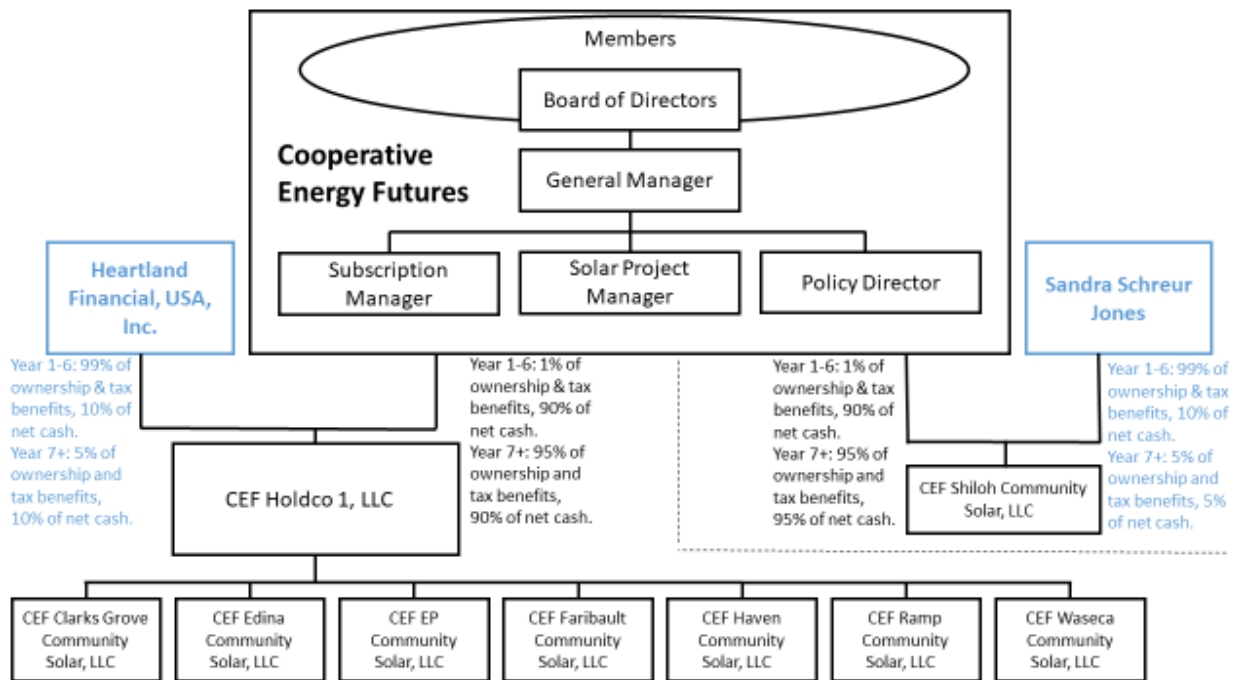 Members
Board of Directors
Cooperative
Energy Futures
General Manager
Subscription
Manager
Solar Project
Manager
Policy Director
Heartland
Financial, USA,
Inc.
Sandra Schreur
Jones
Year 1-6: 99% of
ownership & tax
benefits, 10% of
net cash.
Year 7+: 5% of
ownership and
tax benefits,
10% of net cash.
Year 1-6: 1% of
ownership & tax
benefits, 90% of
net cash.
Year 7+: 95% of
ownership and
tax benefits,
90% of net cash.
Year 1-6: 1% of
ownership & tax
benefits, 90% of
net cash.
Year 7+: 95% of
ownership and
tax benefits,
95% of net cash.
Year 1-6: 99% of
ownership & tax
benefits, 10% of
net cash.
Year 7+: 5% of
ownership and
tax benefits, 5%
of net cash.
CEF Holdco 1, LLC
CEF Shiloh Community
Solar, LLC
CEF Clarks Grove
Community
Solar, LLC
CEF Edina
Community
Solar, LLC
CEF EP
Community
Solar, LLC
CEF Faribault
Community
Solar, LLC
CEF Haven
Community
Solar, LLC
CEF Ramp
Community
Solar, LLC
CEF Waseca
Community
Solar, LLC